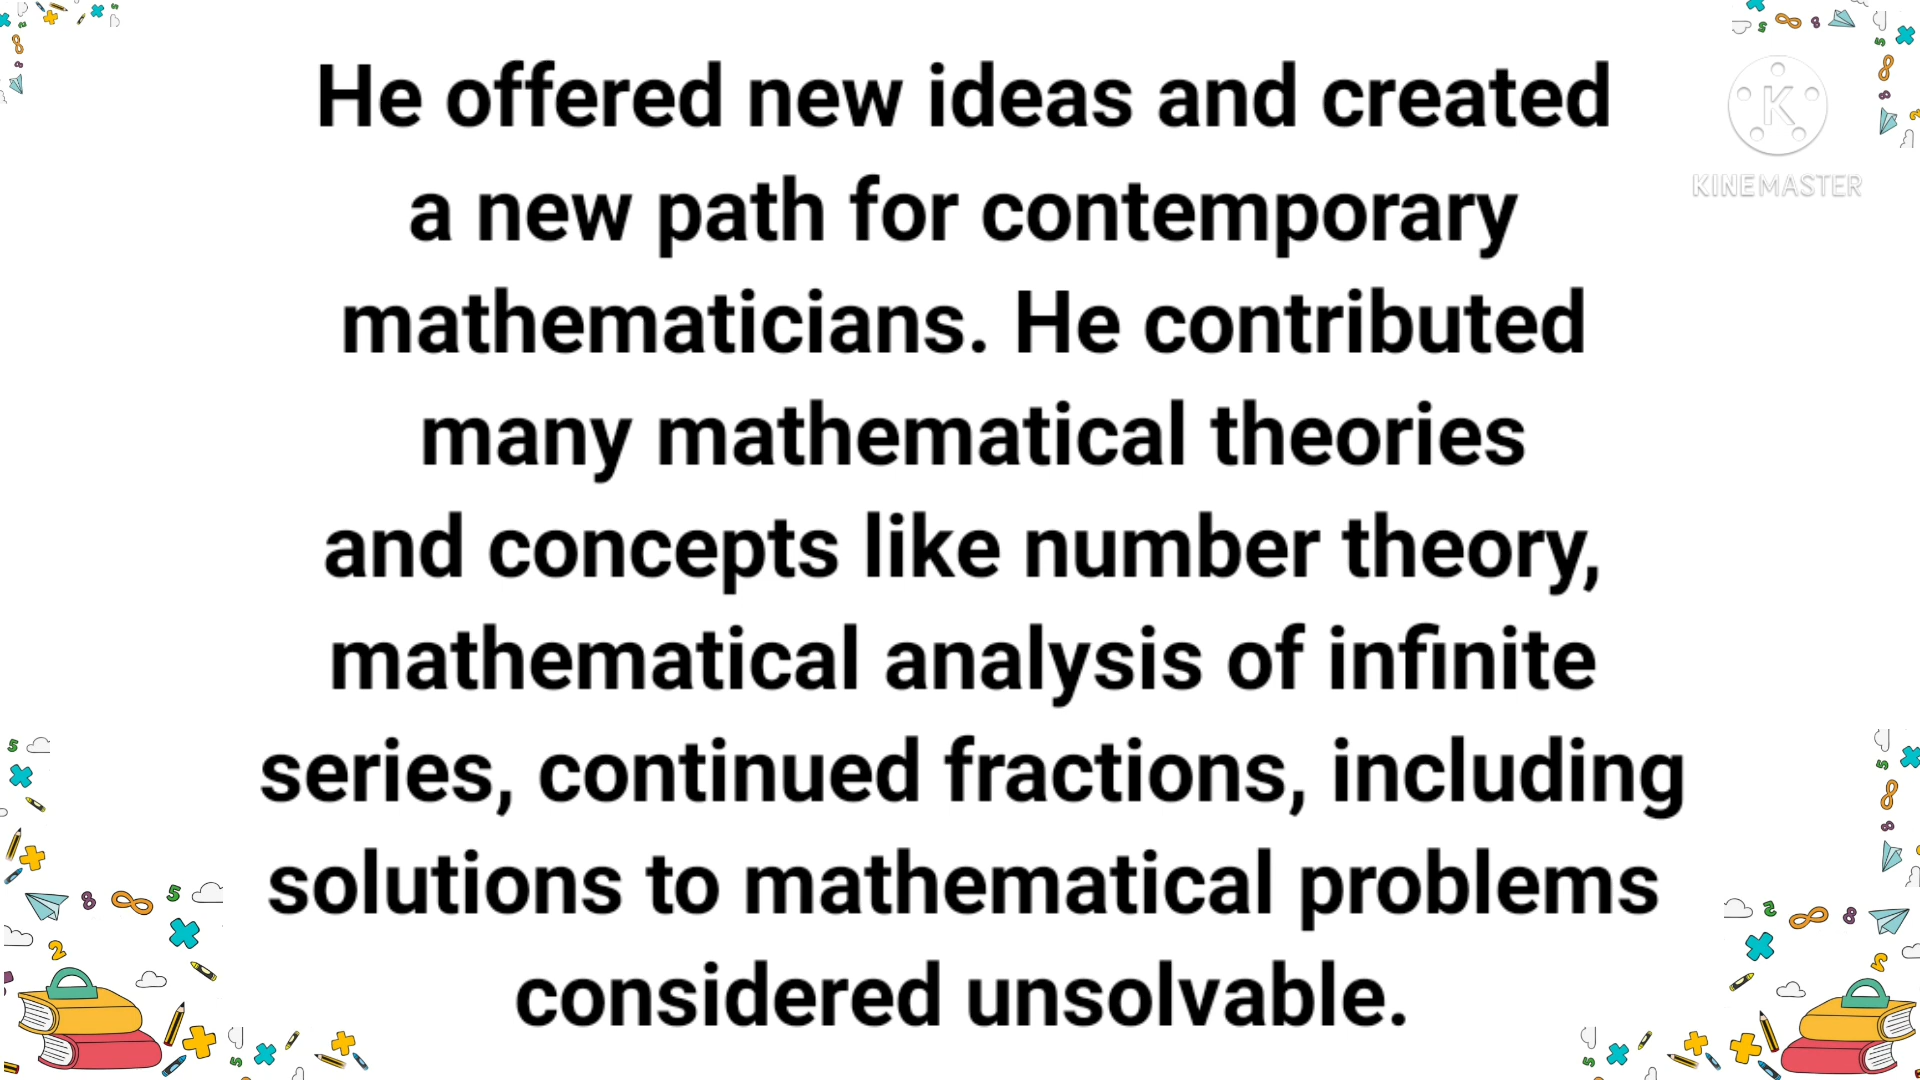 He offered new ideas and created
a new path for contemporary
mathematicians. He contributed
many mathematical theories
and concepts like number theory,
mathematical analysis of infinite
series, continued fractions, including
solutions to mathematical problems
considered unsolvable.
K
KINEMASTER